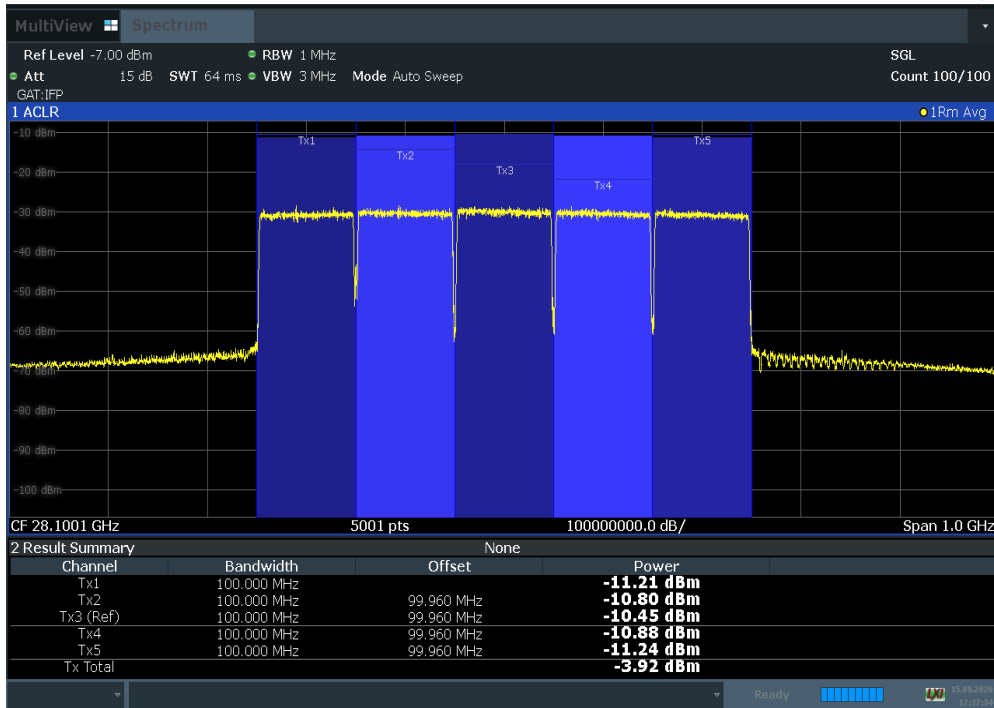 MultiView Spectrum
Ref Level -7.00 dBm RBW 1 MHz SGL
Att 15 dB SWT 64 ms VBW 3 MHz Mode Auto Sweep Count 100/100
GAT:IFP
1 ACLR 1Rm Avg
-10 dBm
Tx1
Tx2
Tx3
Tx4
Tx5
-20 dBm
-30 dBm
-40 dBm
-50 dBm
-60 dBm
-70 dBm
-80 dBm
-90 dBm
-100 dBm
CF 28.1001 GHz 5001 pts 100000000.0 dB/ Span 1.0 GHz
2 Result Summary None
Channel Bandwidth Offset Power
Tx1 100.000 MHz -11.21 dBm
Tx2 100.000 MHz 99.960 MHz -10.80 dBm
Tx3 (Ref) 100.000 MHz 99.960 MHz -10.45 dBm
Tx4 100.000 MHz 99.960 MHz -10.88 dBm
Tx5 100.000 MHz 99.960 MHz -11.24 dBm
Tx Total -3.92 dBm
Ready LXI 15.09.2020
12:37:34